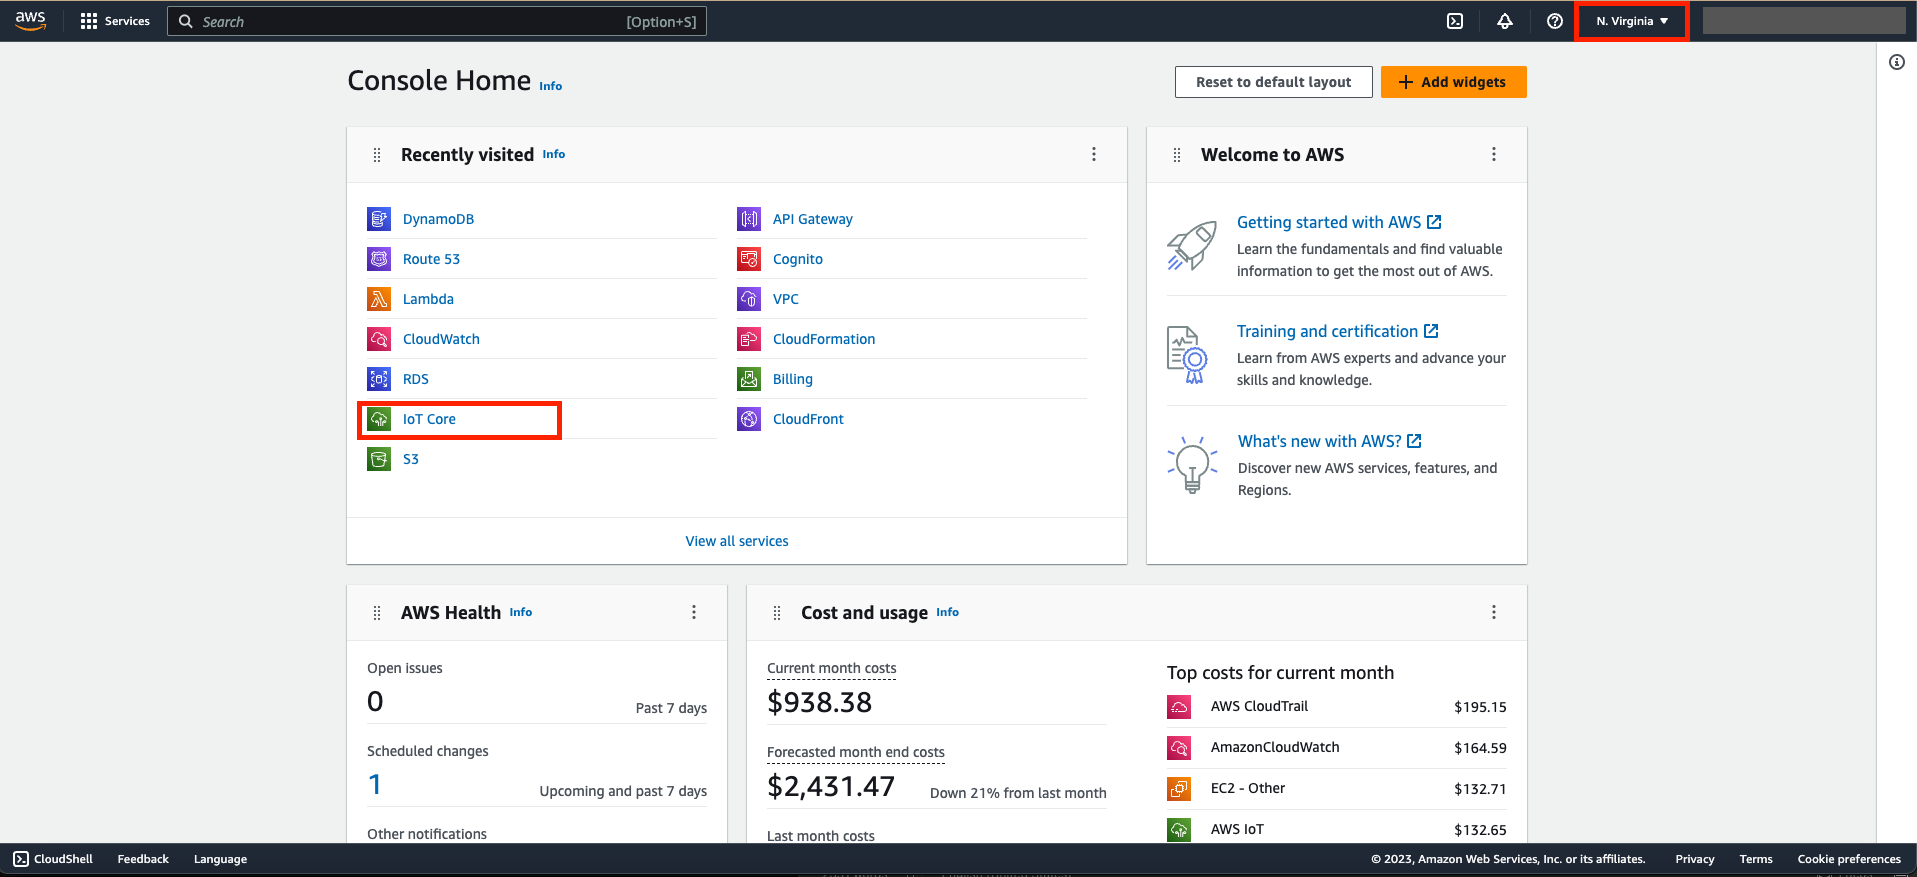 aws
Services
Search
[Option+S]
N. Virginia
Console Home Info
Reset to default layout
Add widgets
Recently visited Info
DynamoDB
Route 53
Lambda
CloudWatch
RDS
IoT Core
S3
API Gateway
Cognito
VPC
CloudFormation
Billing
CloudFront
View all services
Welcome to AWS
Getting started with AWS
Learn the fundamentals and find valuable
information to get the most out of AWS.
Training and certification
Learn from AWS experts and advance your
skills and knowledge.
What's new with AWS?
Discover new AWS services, features, and
Regions.
AWS Health Info
Open issues
0
Past 7 days
Scheduled changes
1
Upcoming and past 7 days
Other notifications
Cost and usage Info
Current month costs
$938.38
Forecasted month end costs
$2,431.47
Down 21% from last month
Last month costs
Top costs for current month
AWS CloudTrail $195.15
AmazonCloudWatch $164.59
EC2 - Other $132.71
AWS IoT $132.65
CloudShell
Feedback
Language
© 2023, Amazon Web Services, Inc. or its affiliates.
Privacy
Terms
Cookie preferences